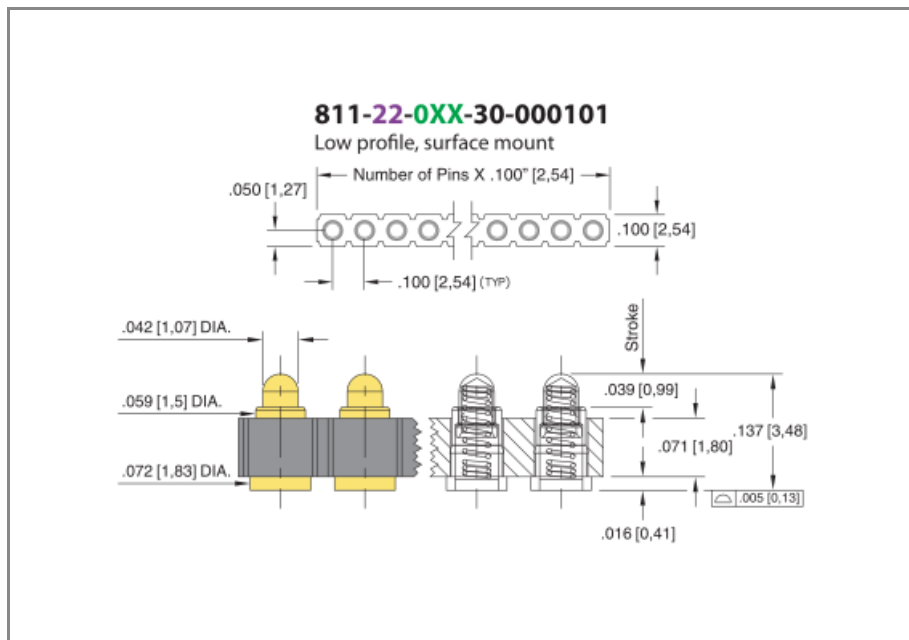 811-22-0XX-30-000101
Low profile, surface mount
Number of Pins X .100" [2,54]
.050 [1,27]
.100 [2,54]
.100 [2,54] (TYP)
Stroke
.042 [1,07] DIA.
.039 [0,99]
.059 [1,5] DIA.
.137 [3,48]
.071 [1,80]
.072 [1,83] DIA.
.005 [0,13]
.016 [0,41]